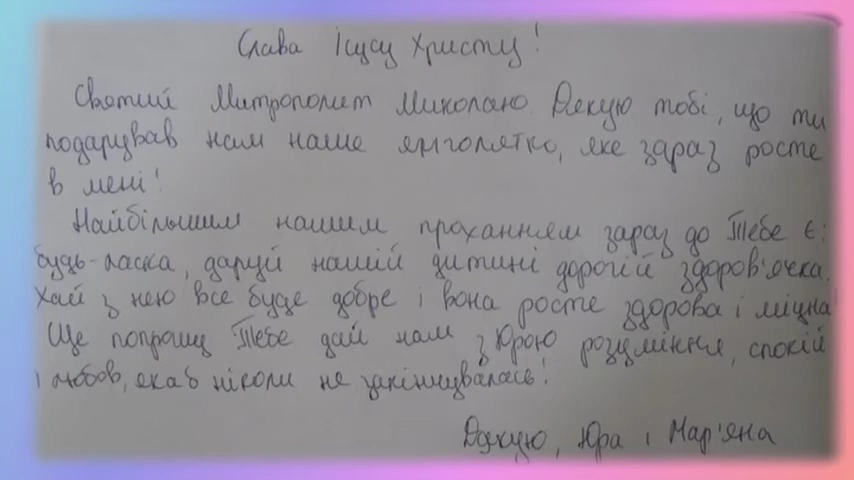 Слава Ісусу Христу!
Святий Митрополит Миколаю. Дякую тобі, що ти
подарував нам наше янголятко, яке зараз росте
в мені!
Найбільшим нашим проханням зараз до Тебе є:
будь-ласка, даруй нашій дитині дорогій здоров'ячка.
Хай з нею все буде добре і вона росте здорова і міцна!
Ще попрошу Тебе дай нам з Юрою розуміння, спокій
і любов, яка б ніколи не закінчувалась!
Дякую, Юра і Мар'яна